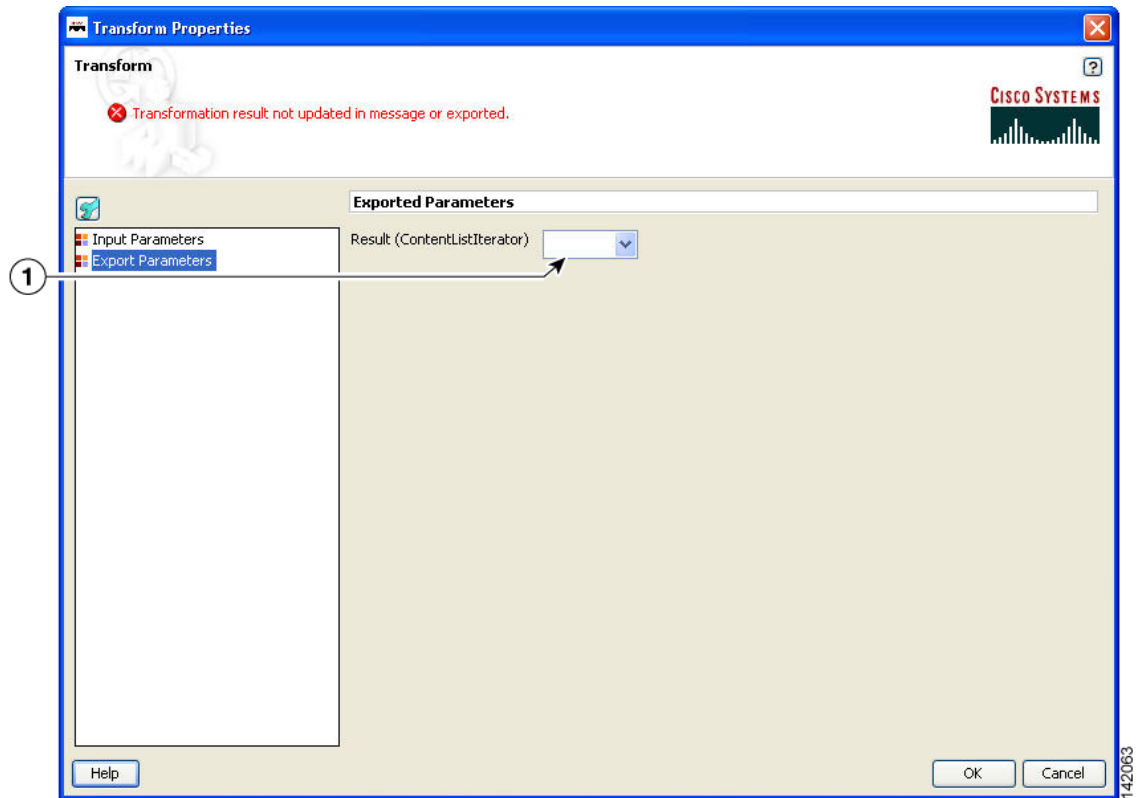 Transform Properties
Transform
?
Transformation result not updated in message or exported.
CISCO SYSTEMS
Exported Parameters
Input Parameters
Result (ContentListIterator)
Export Parameters
1
Help
OK
Cancel
142063